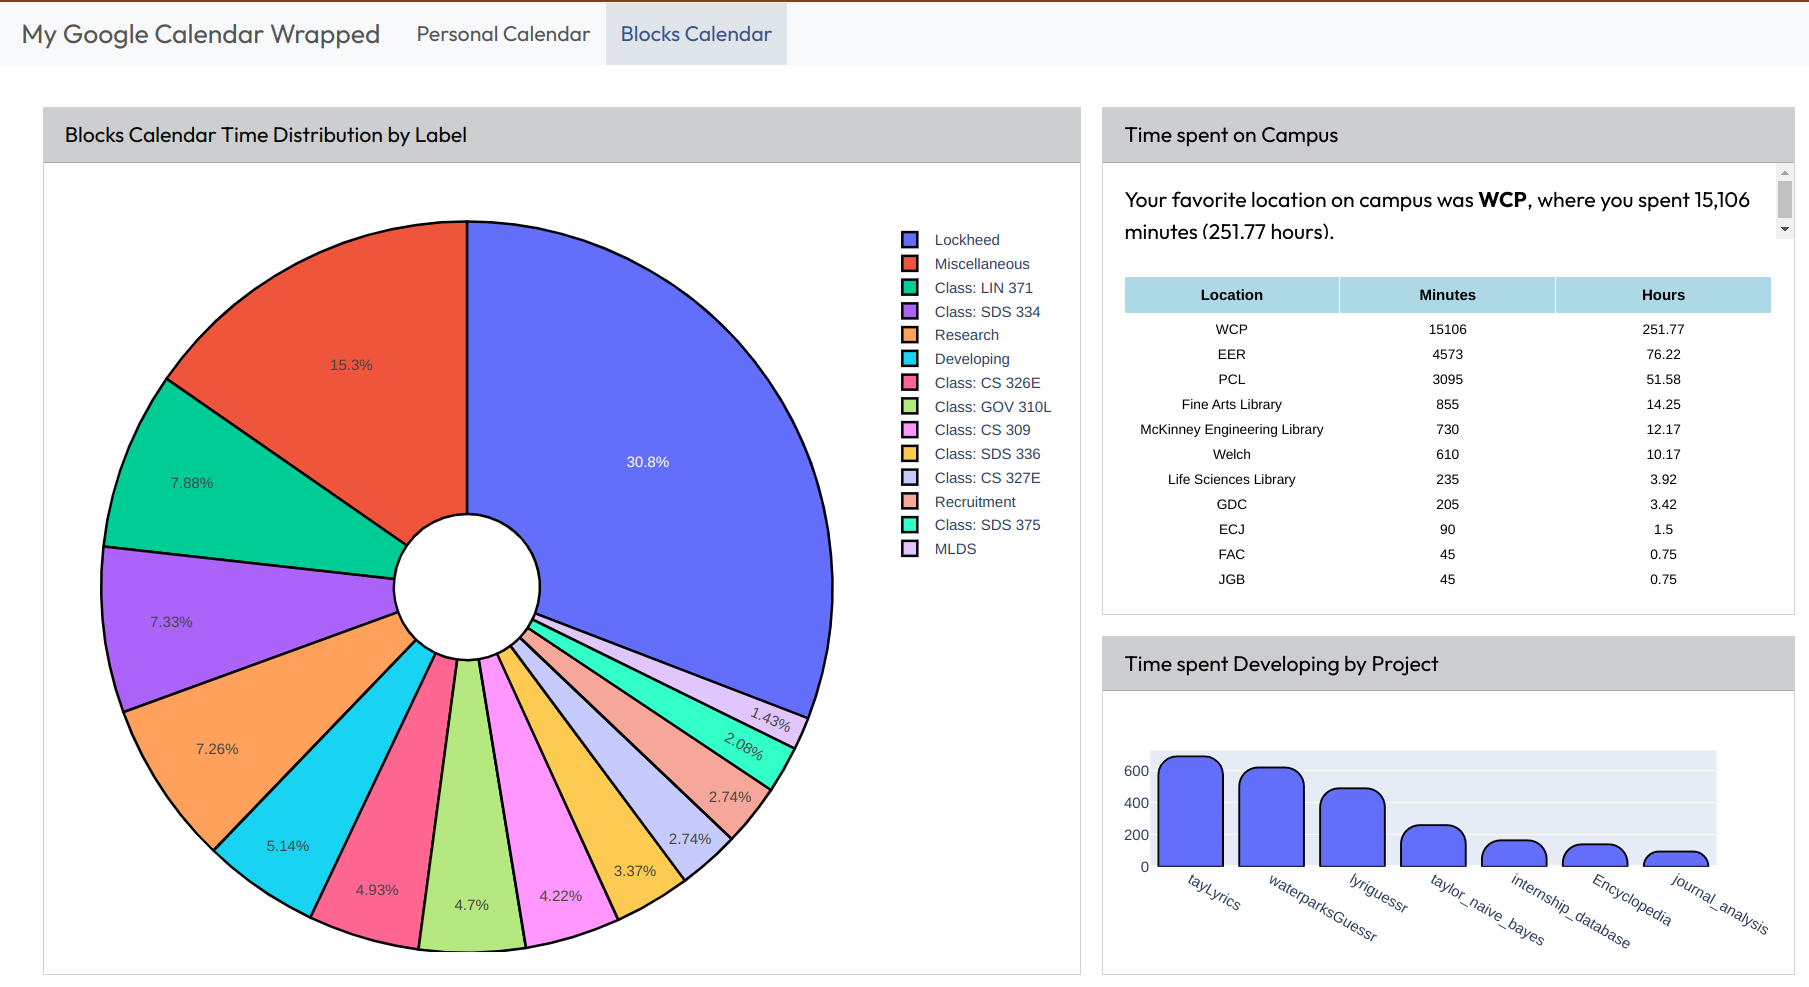 My Google Calendar Wrapped Personal Calendar Blocks Calendar
Blocks Calendar Time Distribution by Label
30.8%
15.3%
7.88%
7.33%
7.26%
5.14%
4.93%
4.7%
4.22%
3.37%
2.74%
2.74%
2.08%
1.43%
Lockheed
Miscellaneous
Class: LIN 371
Class: SDS 334
Research
Developing
Class: CS 326E
Class: GOV 310L
Class: CS 309
Class: SDS 336
Class: CS 327E
Recruitment
Class: SDS 375
MLDS
Time spent on Campus
Your favorite location on campus was WCP, where you spent 15,106
minutes (251.77 hours).
Location Minutes Hours
WCP 15106 251.77
EER 4573 76.22
PCL 3095 51.58
Fine Arts Library 855 14.25
McKinney Engineering Library 730 12.17
Welch 610 10.17
Life Sciences Library 235 3.92
GDC 205 3.42
ECJ 90 1.5
FAC 45 0.75
JGB 45 0.75
Time spent Developing by Project
600
400
200
0
tayLyrics
waterparksGuessr
lyriguessr
taylor_naive_bayes
internship_database
Encyclopedia
journal_analysis